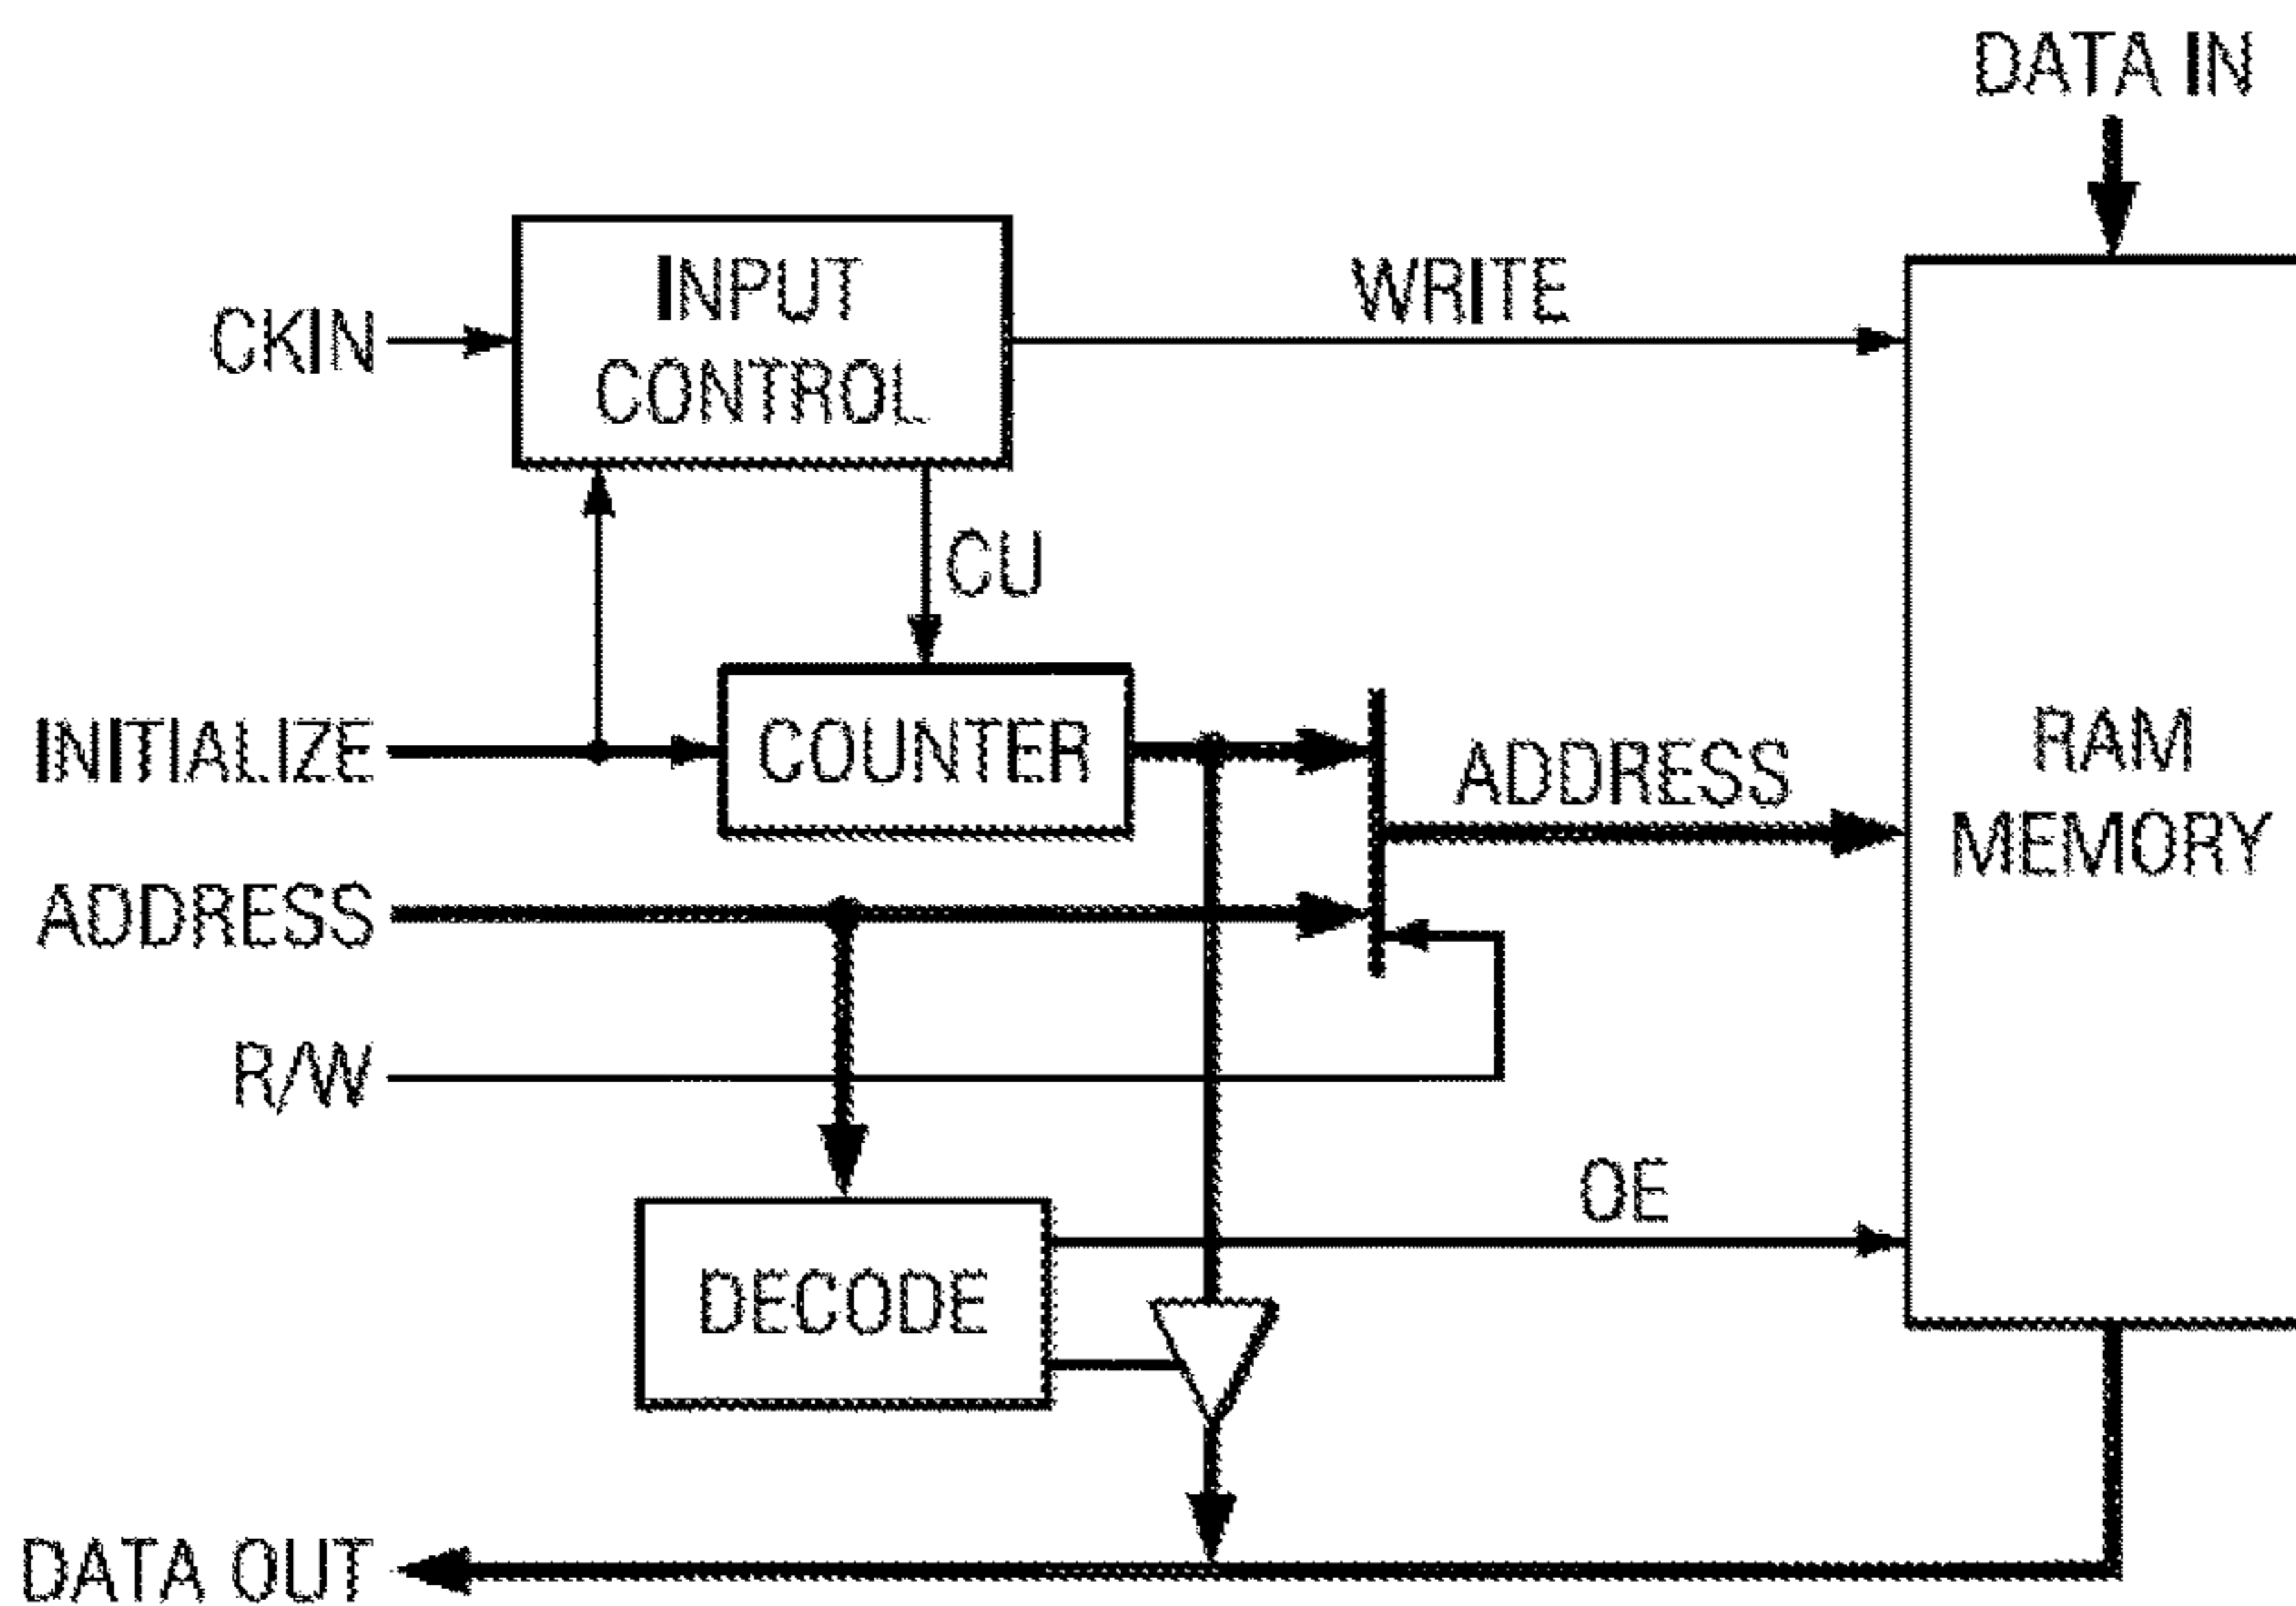 DATA IN
INPUT
CONTROL
WRITE
CKIN
CU
INITIALIZE
COUNTER
ADDRESS
RAM
MEMORY
ADDRESS
R/W
OE
DECODE
DATA OUT